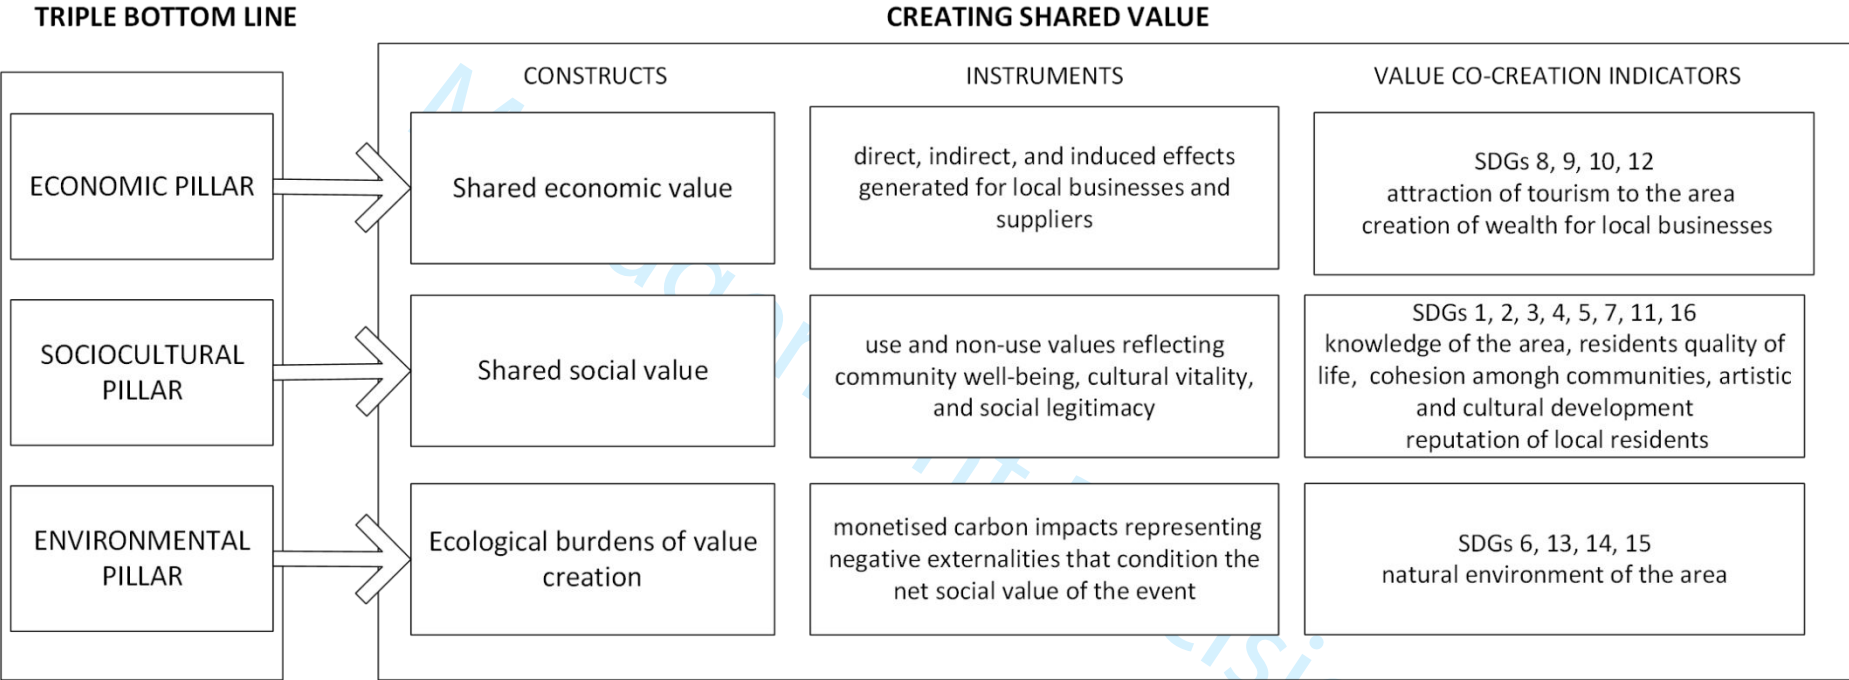 TRIPLE BOTTOM LINE
CREATING SHARED VALUE
CONSTRUCTS
INSTRUMENTS
VALUE CO-CREATION INDICATORS
ECONOMIC PILLAR
Shared economic value
direct, indirect, and induced effects
generated for local businesses and
suppliers
SDGs 8, 9, 10, 12
attraction of tourism to the area
creation of wealth for local businesses
SOCIOCULTURAL
PILLAR
Shared social value
use and non-use values reflecting
community well-being, cultural vitality,
and social legitimacy
SDGs 1, 2, 3, 4, 5, 7, 11, 16
knowledge of the area, residents quality of
life, cohesion amongh communities, artistic
and cultural development
reputation of local residents
ENVIRONMENTAL
PILLAR
Ecological burdens of value
creation
monetised carbon impacts representing
negative externalities that condition the
net social value of the event
SDGs 6, 13, 14, 15
natural environment of the area